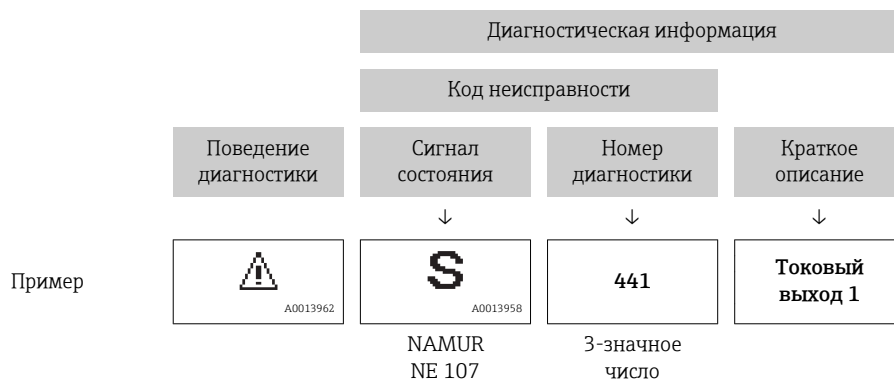 Диагностическая информация
Код неисправности
Поведение
диагностики
Сигнал
состояния
Номер
диагностики
Краткое
описание
↓
↓
↓
Пример
A0013962
S
A0013958
441
Токовый
выход 1
NAMUR
NE 107
3-значное
число